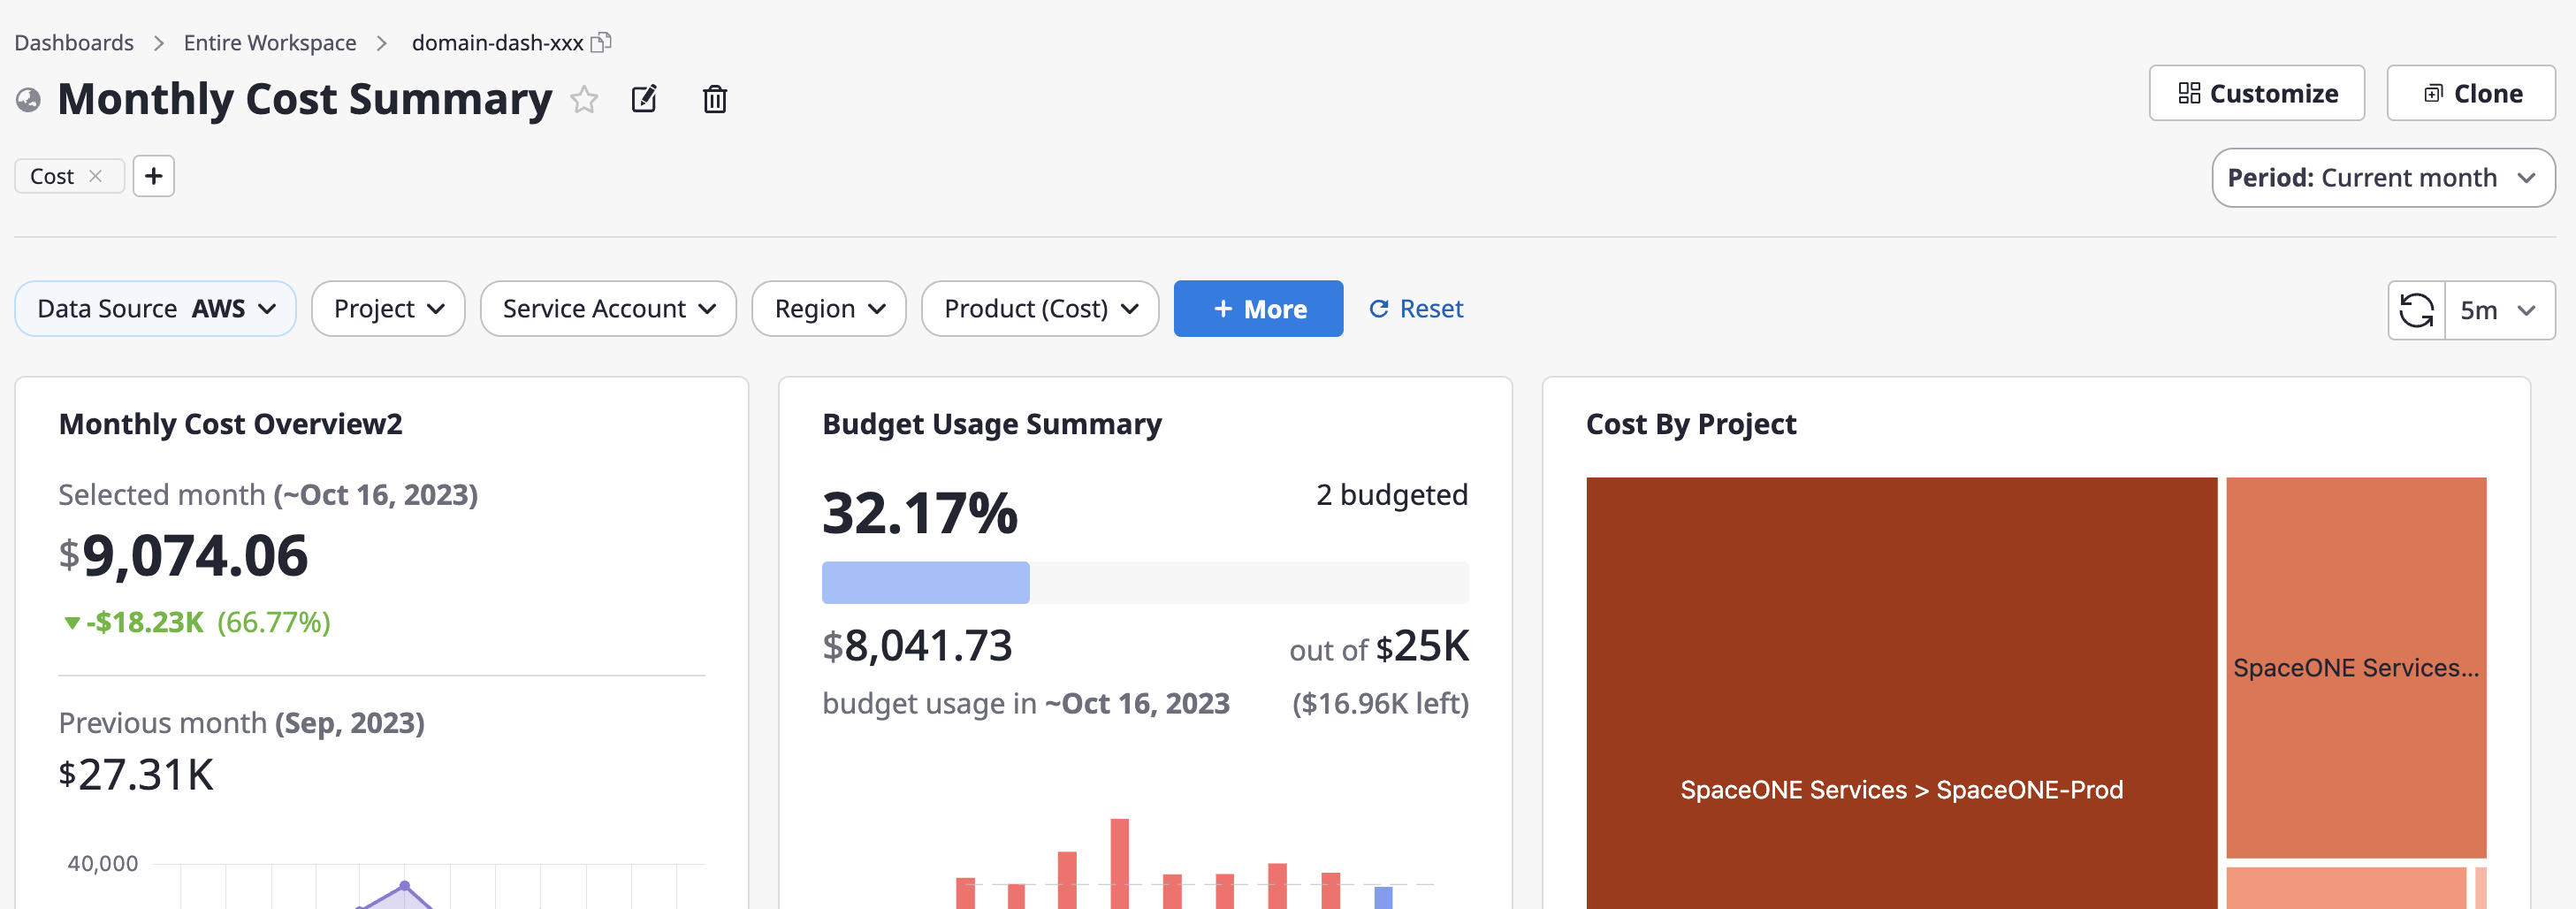 Dashboards > Entire Workspace > domain-dash-xxx
Monthly Cost Summary
Customize
Clone
Cost
Period: Current month
Data Source AWS
Project
Service Account
Region
Product (Cost)
+ More
Reset
5m
Monthly Cost Overview2
Selected month (~Oct 16, 2023)
$9,074.06
-$18.23K (66.77%)
Previous month (Sep, 2023)
$27.31K
40,000
Budget Usage Summary
32.17%
2 budgeted
$8,041.73
out of $25K
budget usage in ~Oct 16, 2023
($16.96K left)
Cost By Project
SpaceONE Services > SpaceONE-Prod
SpaceONE Services...